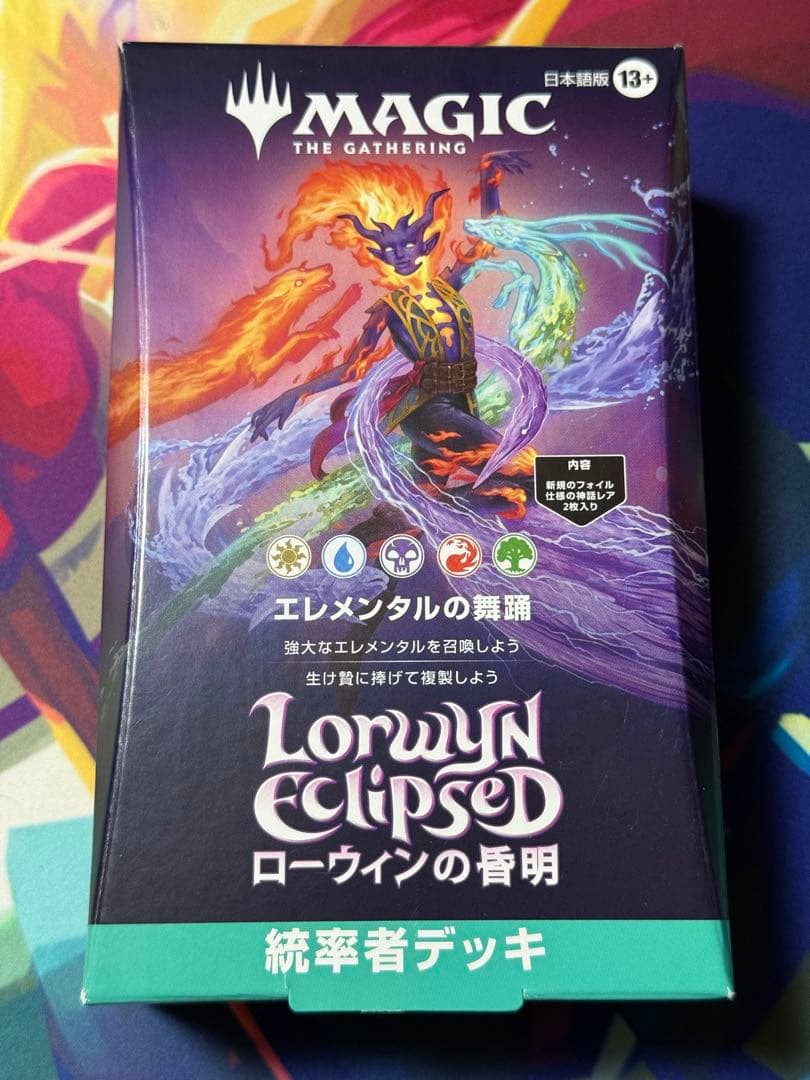 日本語版 13+
MAGIC
THE GATHERING
内容
新規のフォイル
仕様の神話レア
2枚入り
エレメンタルの舞踊
強大なエレメンタルを召喚しよう
生け贄に捧げて複製しよう
Lorwyn
Eclipsed
ローウィンの昏明
統率者デッキ